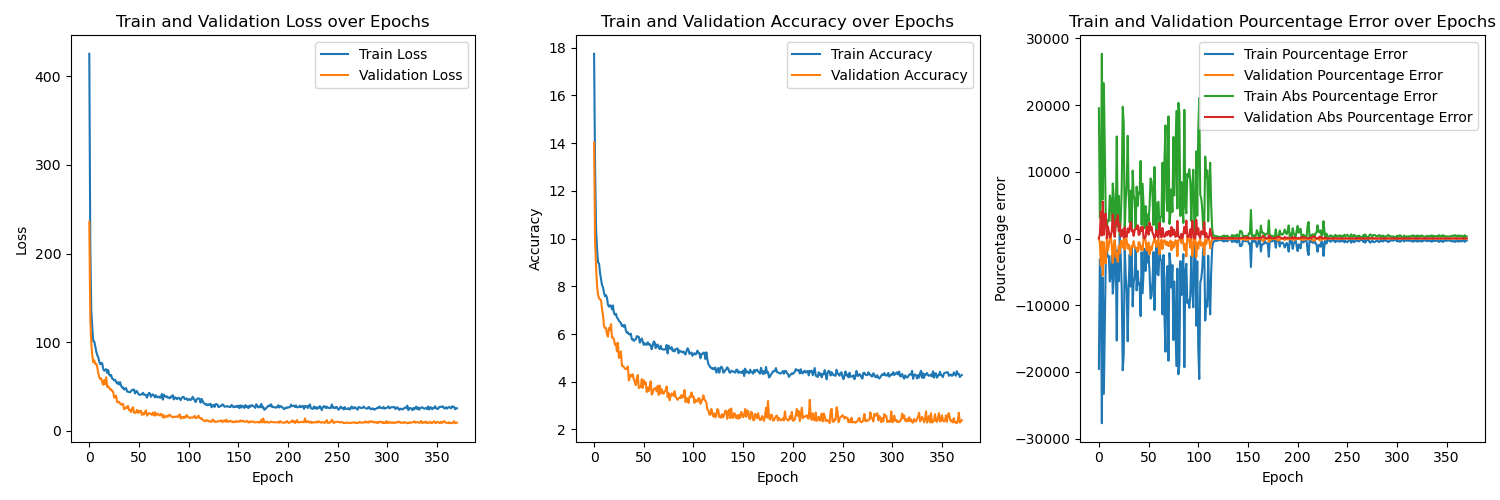 Train and Validation Loss over Epochs
Loss
400
300
200
100
0
Train Loss
Validation Loss
0 50 100 150 200 250 300 350
Epoch
Train and Validation Accuracy over Epochs
Accuracy
18
16
14
12
10
8
6
4
2
Train Accuracy
Validation Accuracy
0 50 100 150 200 250 300 350
Epoch
Train and Validation Pourcentage Error over Epochs
Pourcentage error
30000
20000
10000
0
−10000
−20000
−30000
Train Pourcentage Error
Validation Pourcentage Error
Train Abs Pourcentage Error
Validation Abs Pourcentage Error
0 50 100 150 200 250 300 350
Epoch